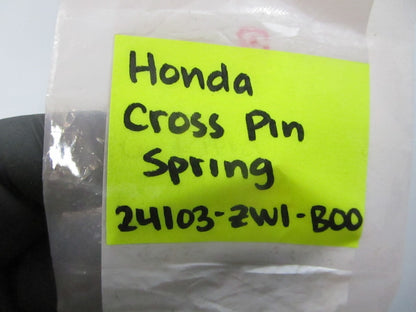 Honda
Cross Pin
Spring
24103-ZW1-B00